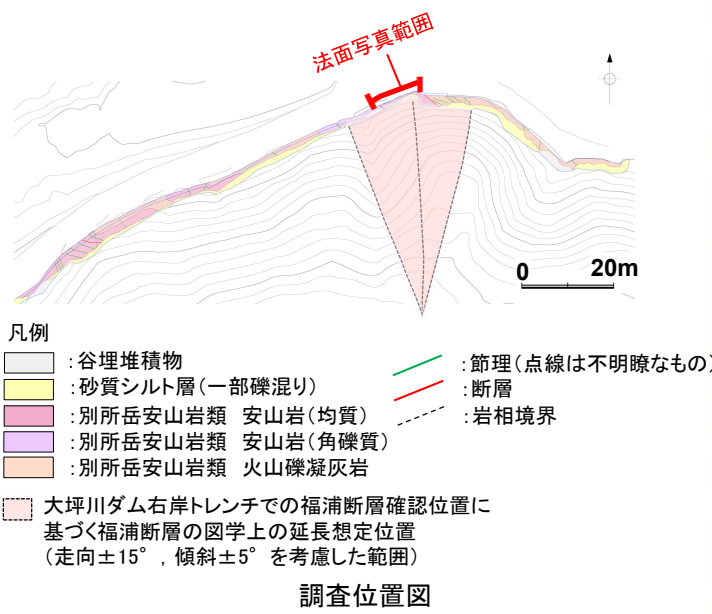 法面写真範囲
0 20m
凡例
:谷埋堆積物
:砂質シルト層(一部礫混り)
:別所岳安山岩類 安山岩(均質)
:別所岳安山岩類 安山岩(角礫質)
:別所岳安山岩類 火山礫凝灰岩
:節理(点線は不明瞭なもの)
:断層
:岩相境界
大坪川ダム右岸トレンチでの福浦断層確認位置に
基づく福浦断層の図学上の延長想定位置
(走向±15°,傾斜±5°を考慮した範囲)
調査位置図